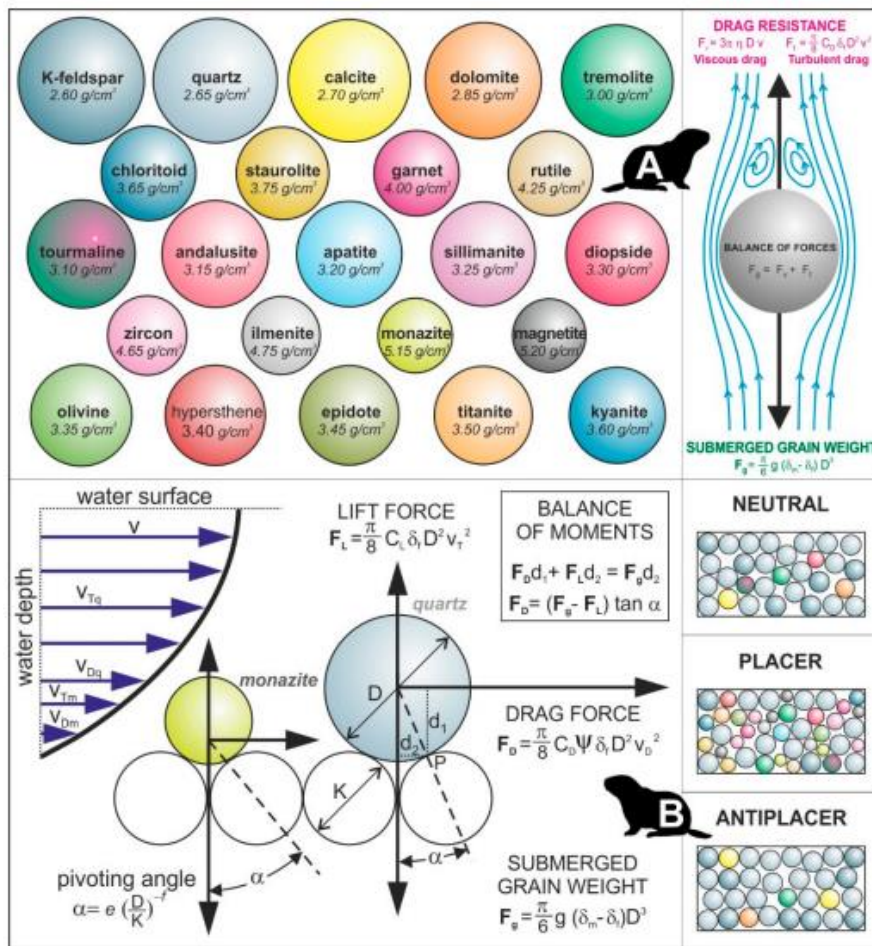 K-feldspar
2.60 g/cm³
quartz
2.65 g/cm³
calcite
2.70 g/cm³
dolomite
2.85 g/cm³
tremolite
3.00 g/cm³
chloritoid
3.65 g/cm³
staurolite
3.75 g/cm³
garnet
4.00 g/cm³
rutile
4.25 g/cm³
A
tourmaline
3.10 g/cm³
andalusite
3.15 g/cm³
apatite
3.20 g/cm³
sillimanite
3.25 g/cm³
diopside
3.30 g/cm³
zircon
4.65 g/cm³
ilmenite
4.75 g/cm³
monazite
5.15 g/cm³
magnetite
5.20 g/cm³
olivine
3.35 g/cm³
hypersthene
3.40 g/cm³
epidote
3.45 g/cm³
titanite
3.50 g/cm³
kyanite
3.60 g/cm³
DRAG RESISTANCE
Fᵥ = 3π η D v
Viscous drag
Fₜ = π/8 C_D δ_f D² v²
Turbulent drag
BALANCE OF FORCES
F_g = F_v + F_t
SUBMERGED GRAIN WEIGHT
F_g = π/6 g (δ_m - δ_f) D³
water surface
water depth
v
v_Tq
v_Dq
v_Tm
v_Dm
monazite
pivoting angle
α = e (D/K)^-f
α
LIFT FORCE
F_L = π/8 C_L δ_f D² v_T²
quartz
D
d₁
d₂
P
K
α
BALANCE
OF MOMENTS
F_D d₁ + F_L d₂ = F_g d₂
F_D = (F_g - F_L) tan α
DRAG FORCE
F_D = π/8 C_D Ψ δ_f D² v_D²
B
SUBMERGED
GRAIN WEIGHT
F_g = π/6 g (δ_m - δ_f) D³
NEUTRAL
PLACER
ANTIPLACER